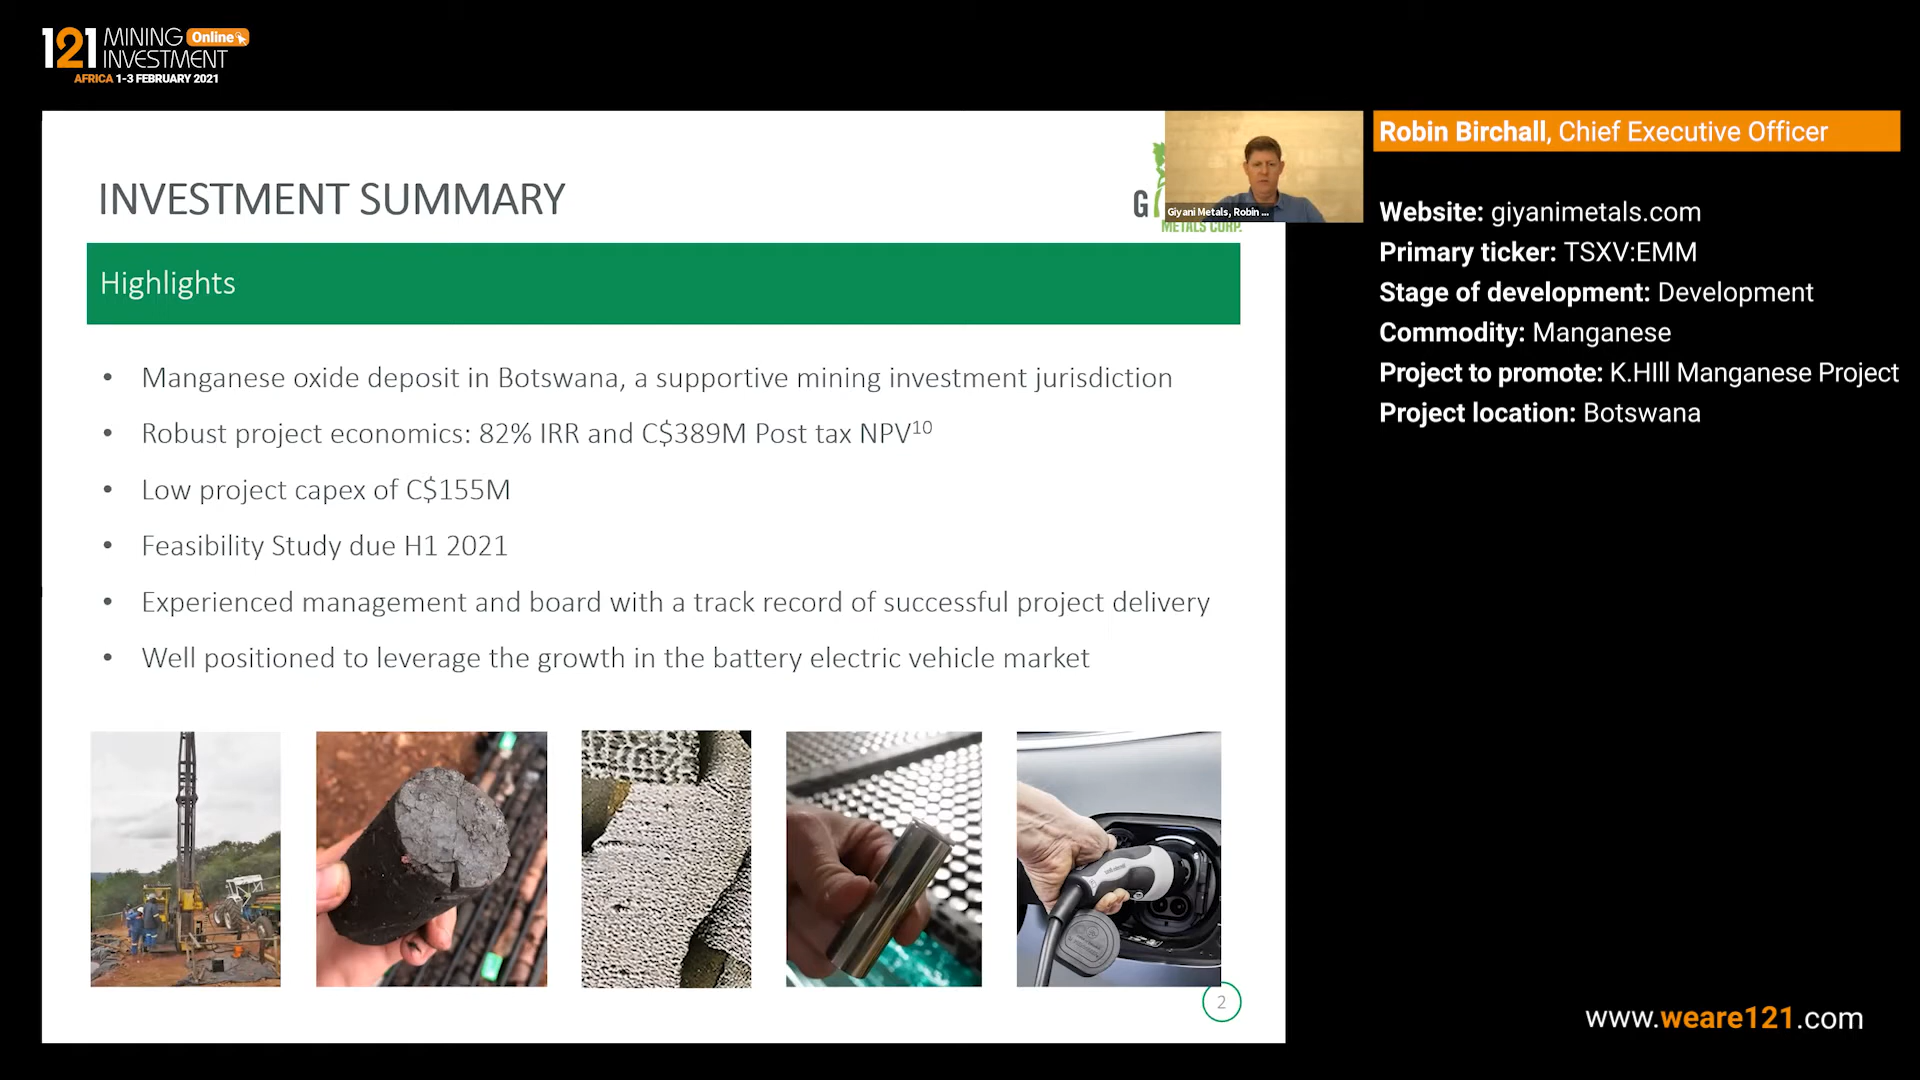 121 MINING Online
INVESTMENT
AFRICA 1-3 FEBRUARY 2021
INVESTMENT SUMMARY
G
METALS CORP.
Giyani Metals, Robin ...
Highlights
• Manganese oxide deposit in Botswana, a supportive mining investment jurisdiction
• Robust project economics: 82% IRR and C$389M Post tax NPV¹⁰
• Low project capex of C$155M
• Feasibility Study due H1 2021
• Experienced management and board with a track record of successful project delivery
• Well positioned to leverage the growth in the battery electric vehicle market
2
Robin Birchall, Chief Executive Officer
Website: giyanimetals.com
Primary ticker: TSXV:EMM
Stage of development: Development
Commodity: Manganese
Project to promote: K.HIll Manganese Project
Project location: Botswana
www.weare121.com